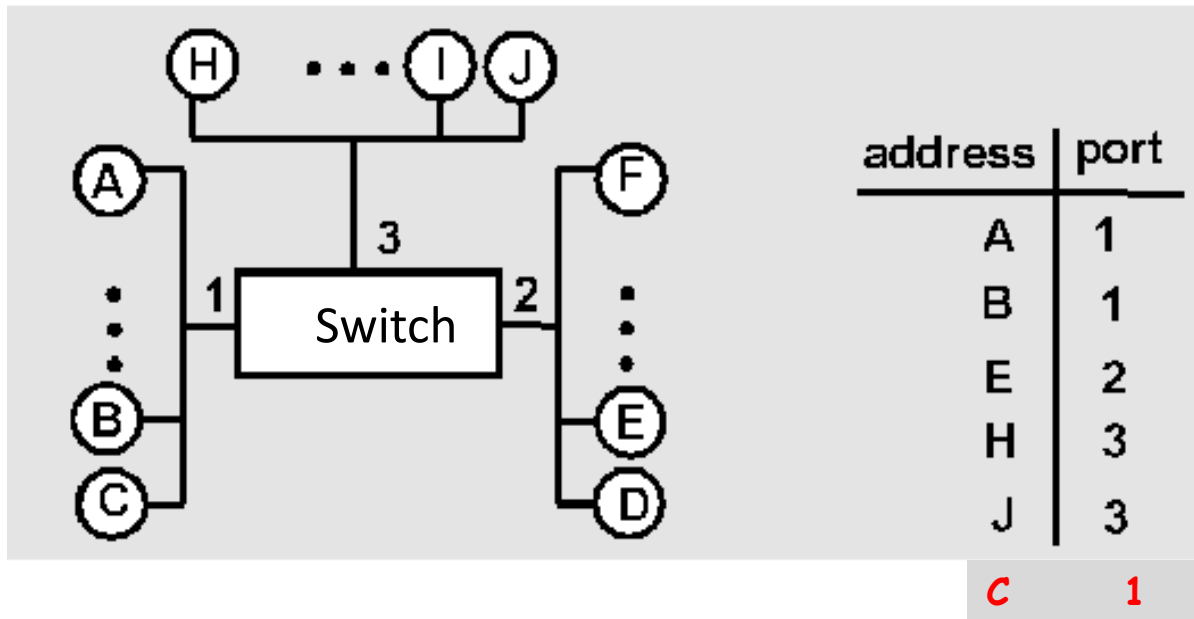 H ... I J
A
F
3
1
Switch
2
B
E
C
D
address port
A 1
B 1
E 2
H 3
J 3
C 1